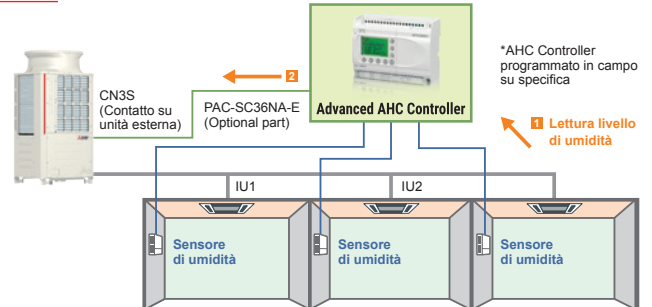 2
*AHC Controller
programmato in campo
su specifica
CN3S
(Contatto su
unità esterna)
PAC-SC36NA-E
(Optional part)
Advanced AHC Controller
1 Lettura livello
di umidità
IU1
IU2
Sensore
di umidità
Sensore
di umidità
Sensore
di umidità